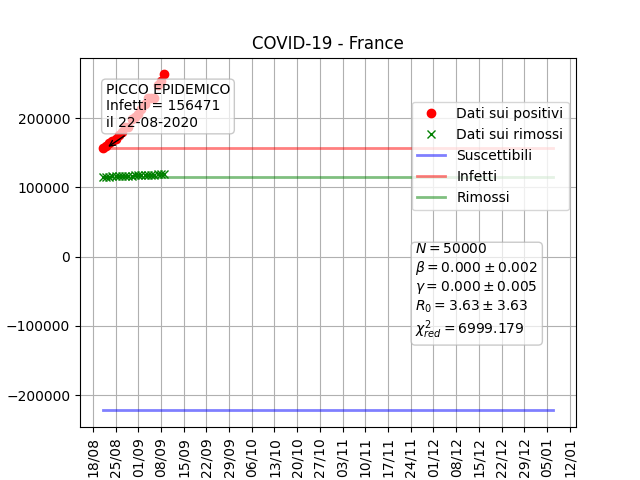 COVID-19 - France
PICCO EPIDEMICO
Infetti = 156471
il 22-08-2020
Dati sui positivi
Dati sui rimossi
Suscettibili
Infetti
Rimossi
N = 50000
β = 0.000 ± 0.002
γ = 0.000 ± 0.005
R₀ = 3.63 ± 3.63
χ²red = 6999.179
200000
100000
0
−100000
−200000
18/08 25/08 01/09 08/09 15/09 22/09 29/09 06/10 13/10 20/10 27/10 03/11 10/11 17/11 24/11 01/12 08/12 15/12 22/12 29/12 05/01 12/01